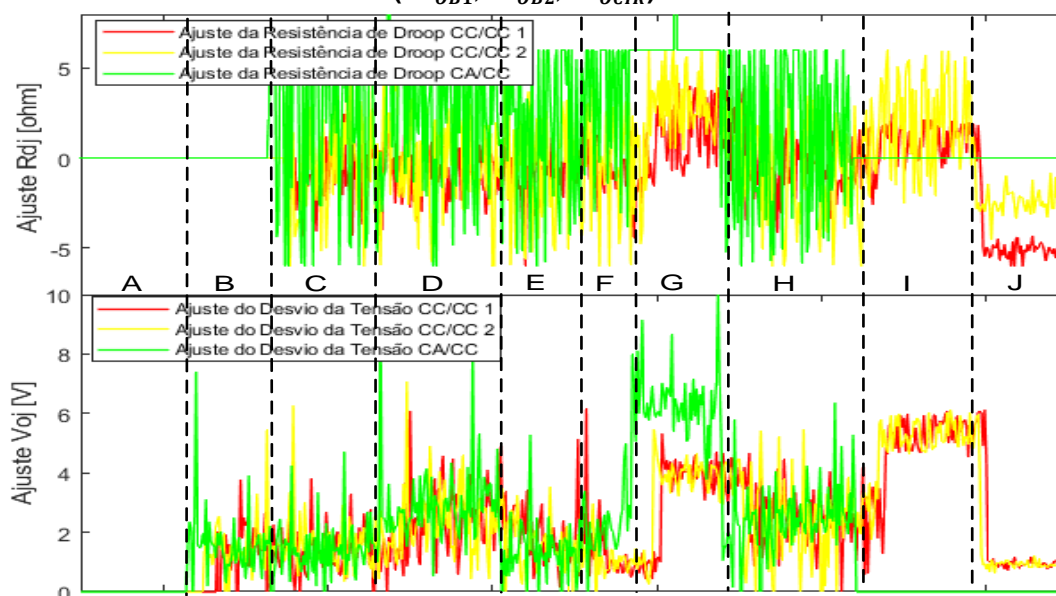 Ajuste da Resistência de Droop CC/CC 1
Ajuste da Resistência de Droop CC/CC 2
Ajuste da Resistência de Droop CA/CC
Ajuste Rdj [ohm]
5
0
-5
A B C D E F G H I J
10
8
6
4
2
0
Ajuste Voj [V]
Ajuste do Desvio da Tensão CC/CC 1
Ajuste do Desvio da Tensão CC/CC 2
Ajuste do Desvio da Tensão CA/CC